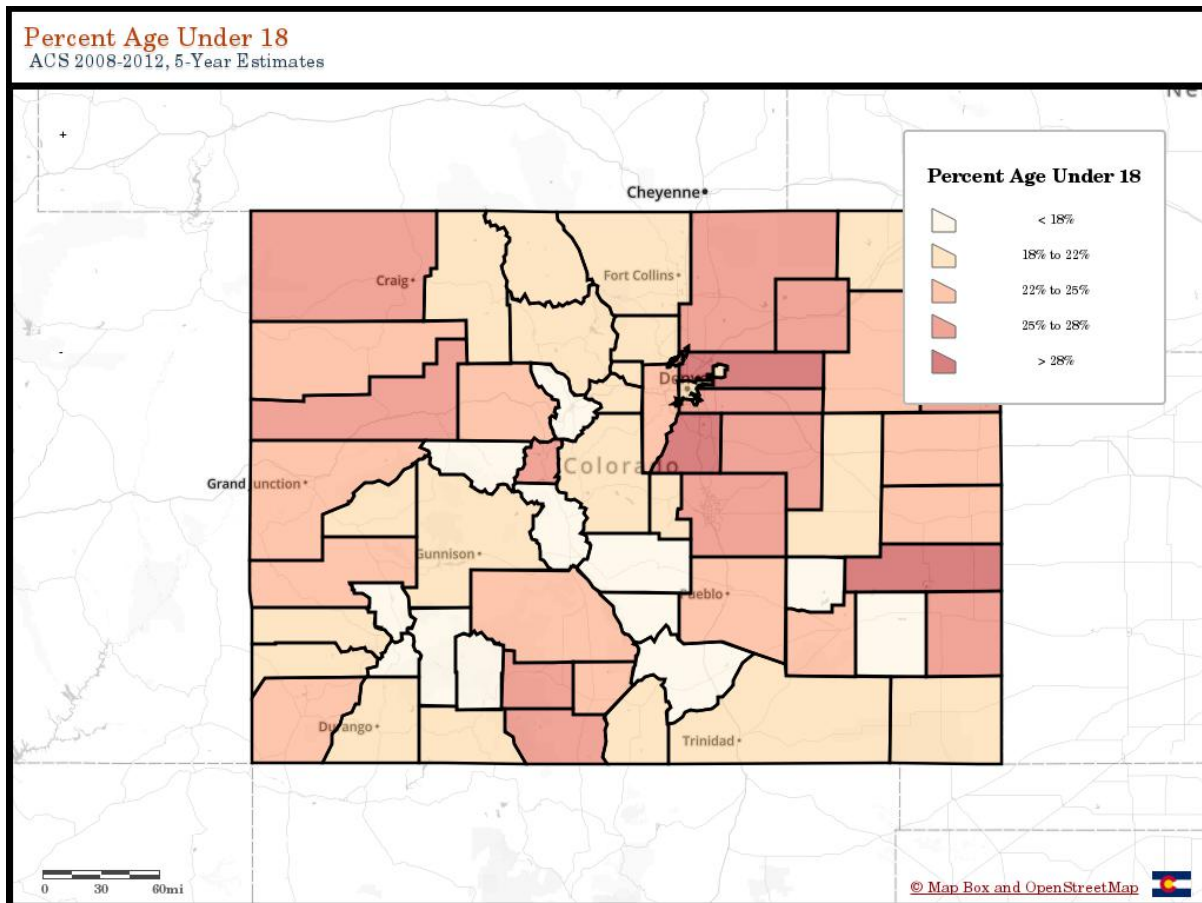 Percent Age Under 18
ACS 2008-2012, 5-Year Estimates
Ne
+
Cheyenne
Percent Age Under 18
< 18%
18% to 22%
22% to 25%
25% to 28%
> 28%
Craig
Fort Collins
-
Colorado
Grand Junction
Gunnison
Pueblo
Durango
Trinidad
0 30 60mi
© Map Box and OpenStreetMap